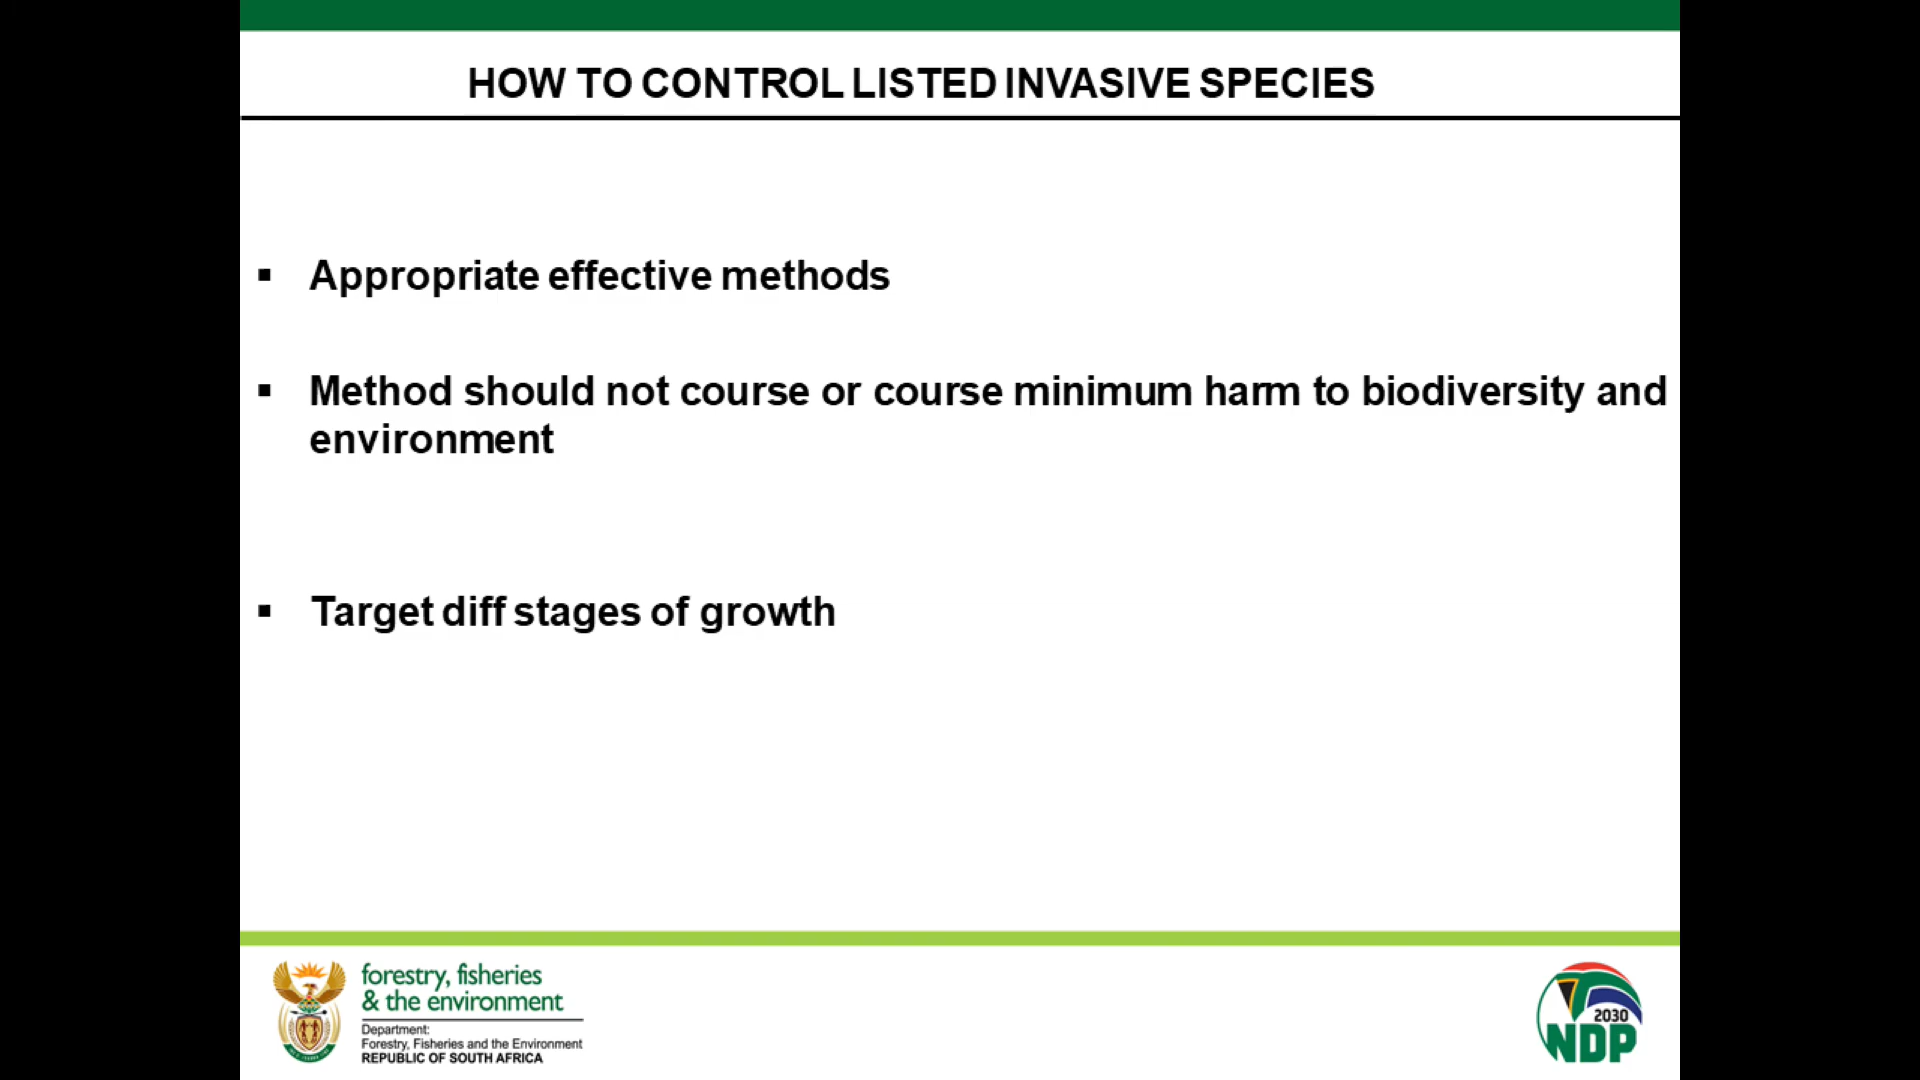 HOW TO CONTROL LISTED INVASIVE SPECIES
▪ Appropriate effective methods
▪ Method should not course or course minimum harm to biodiversity and
environment
▪ Target diff stages of growth
forestry, fisheries
& the environment
Department:
Forestry, Fisheries and the Environment
REPUBLIC OF SOUTH AFRICA
2030
NDP